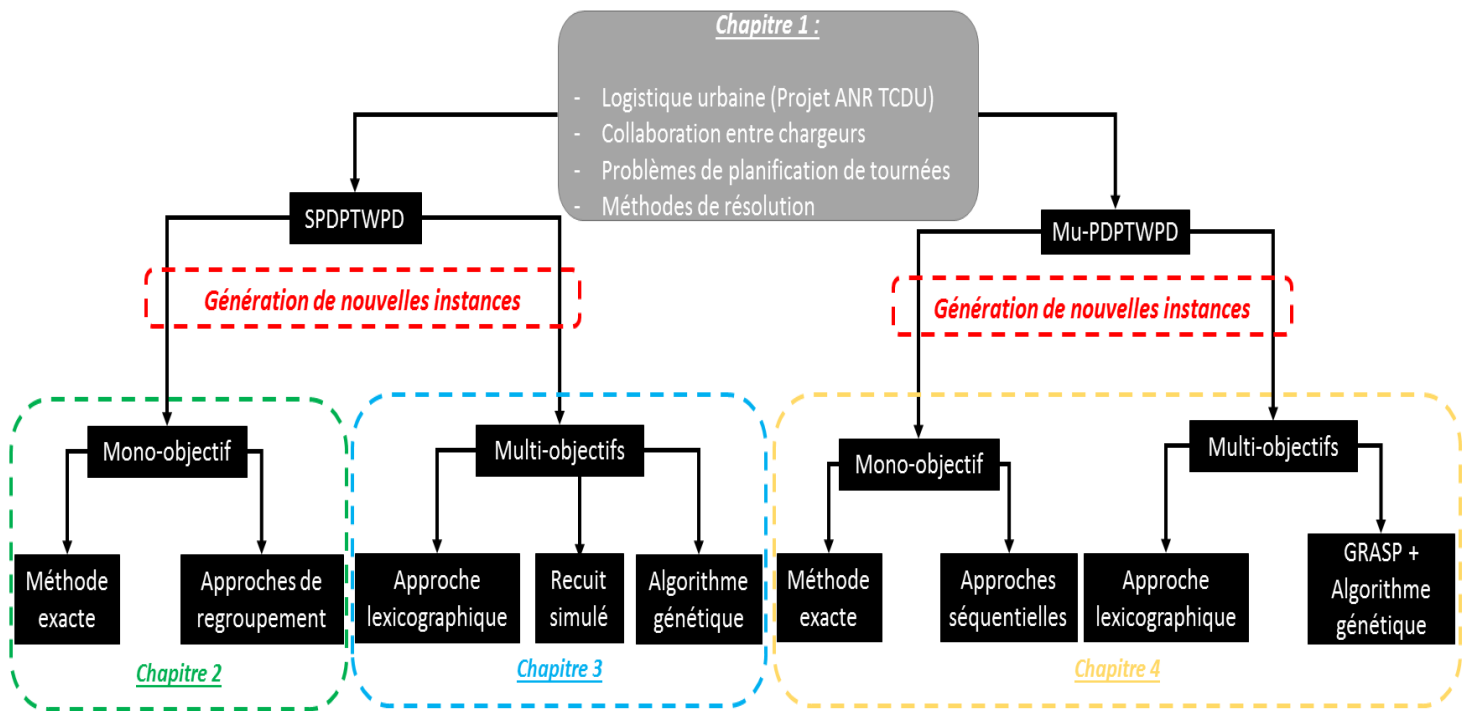 Chapitre 1 :
- Logistique urbaine (Projet ANR TCDU)
- Collaboration entre chargeurs
- Problèmes de planification de tournées
- Méthodes de résolution
SPDPTWPD
Mu-PDPTWPD
Génération de nouvelles instances
Génération de nouvelles instances
Mono-objectif
Méthode
exacte
Approches de
regroupement
Chapitre 2
Multi-objectifs
Approche
lexicographique
Recuit
simulé
Algorithme
génétique
Chapitre 3
Mono-objectif
Multi-objectifs
Méthode
exacte
Approches
séquentielles
Approche
lexicographique
GRASP +
Algorithme
génétique
Chapitre 4